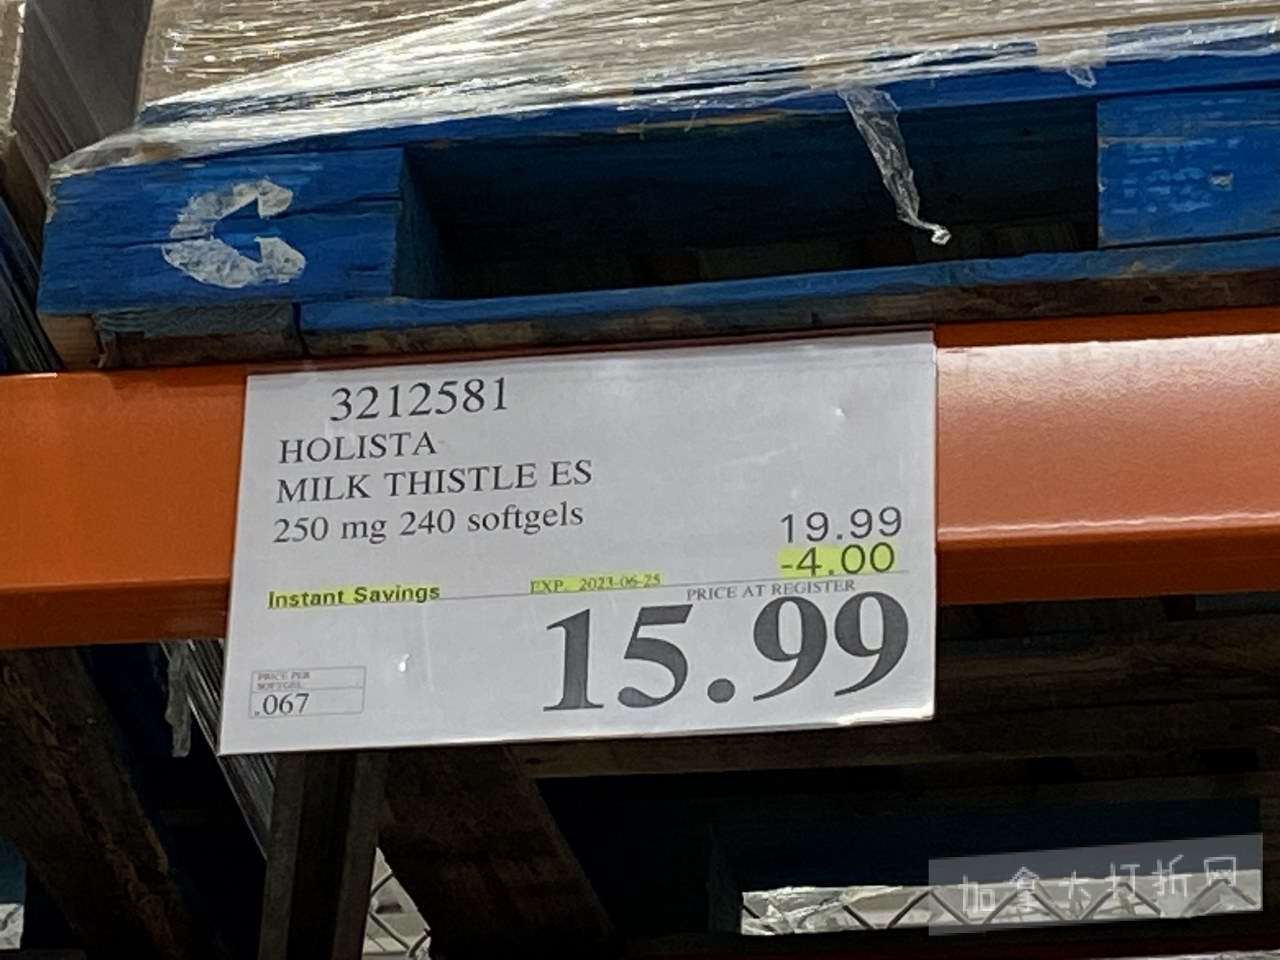 3212581
HOLISTA
MILK THISTLE ES
250 mg 240 softgels
19.99
-4.00
Instant Savings
EXP. 2023-06-25
PRICE AT REGISTER
15.99
PRICE PER
SOFTGEL
.067
加拿大打折网